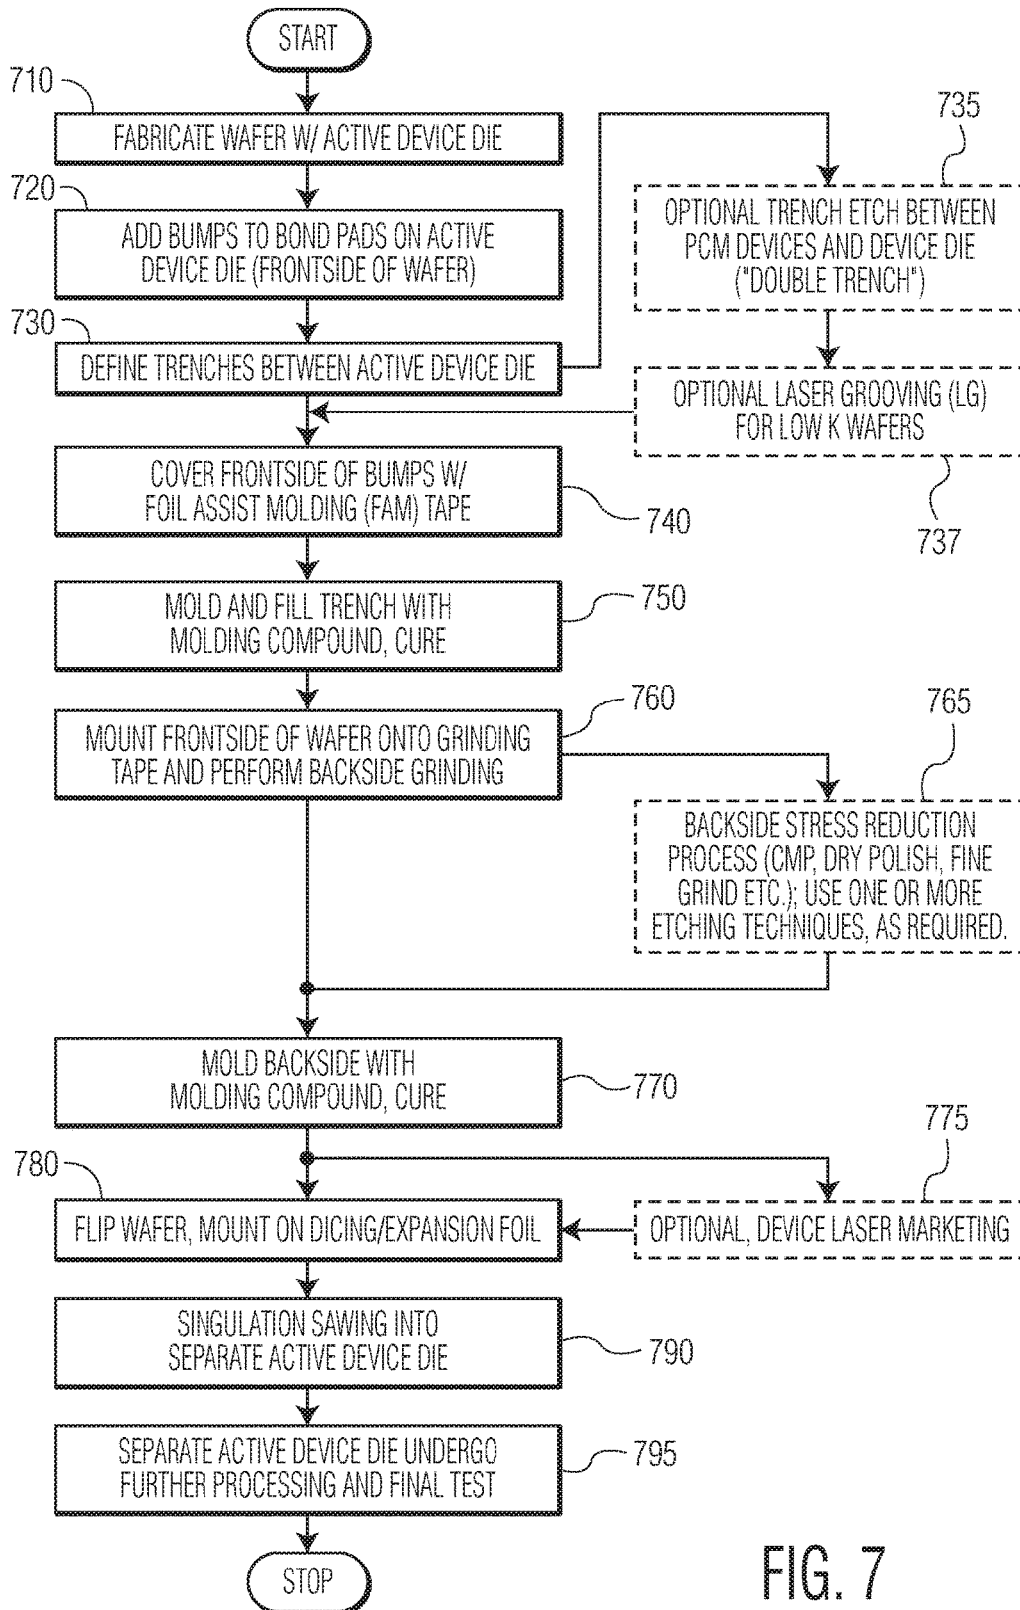 START
710
FABRICATE WAFER W/ ACTIVE DEVICE DIE
720
ADD BUMPS TO BOND PADS ON ACTIVE
DEVICE DIE (FRONTSIDE OF WAFER)
730
DEFINE TRENCHES BETWEEN ACTIVE DEVICE DIE
735
OPTIONAL TRENCH ETCH BETWEEN
PCM DEVICES AND DEVICE DIE
("DOUBLE TRENCH")
OPTIONAL LASER GROOVING (LG)
FOR LOW K WAFERS
737
COVER FRONTSIDE OF BUMPS W/
FOIL ASSIST MOLDING (FAM) TAPE
740
MOLD AND FILL TRENCH WITH
MOLDING COMPOUND, CURE
750
MOUNT FRONTSIDE OF WAFER ONTO GRINDING
TAPE AND PERFORM BACKSIDE GRINDING
760
765
BACKSIDE STRESS REDUCTION
PROCESS (CMP, DRY POLISH, FINE
GRIND ETC.); USE ONE OR MORE
ETCHING TECHNIQUES, AS REQUIRED.
MOLD BACKSIDE WITH
MOLDING COMPOUND, CURE
770
775
OPTIONAL, DEVICE LASER MARKETING
780
FLIP WAFER, MOUNT ON DICING/EXPANSION FOIL
SINGULATION SAWING INTO
SEPARATE ACTIVE DEVICE DIE
790
SEPARATE ACTIVE DEVICE DIE UNDERGO
FURTHER PROCESSING AND FINAL TEST
795
STOP
FIG. 7